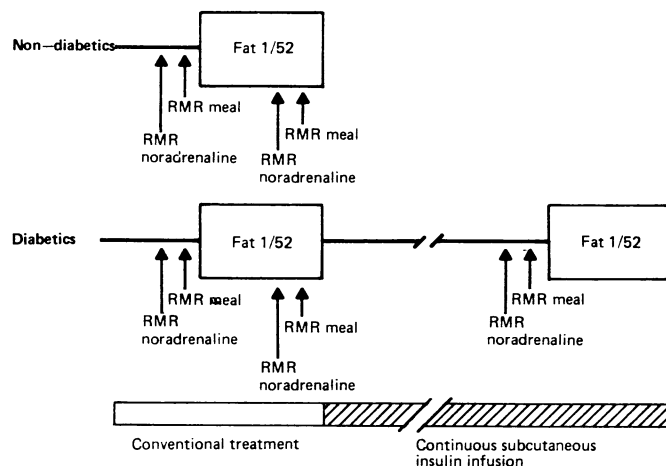 Non–diabetics
Fat 1/52
RMR meal
RMR
noradrenaline
RMR meal
RMR
noradrenaline
Diabetics
Fat 1/52
Fat 1/52
RMR meal
RMR
noradrenaline
RMR meal
RMR
noradrenaline
RMR meal
RMR
noradrenaline
Conventional treatment
Continuous subcutaneous
insulin infusion